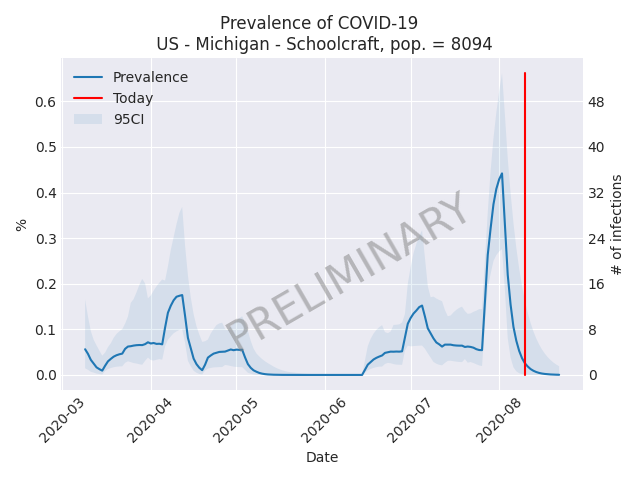 Prevalence of COVID-19
US - Michigan - Schoolcraft, pop. = 8094
Prevalence
Today
95CI
PRELIMINARY
%
0.6
0.5
0.4
0.3
0.2
0.1
0.0
48
40
32
24
16
8
0
# of infections
2020-03
2020-04
2020-05
2020-06
2020-07
2020-08
Date